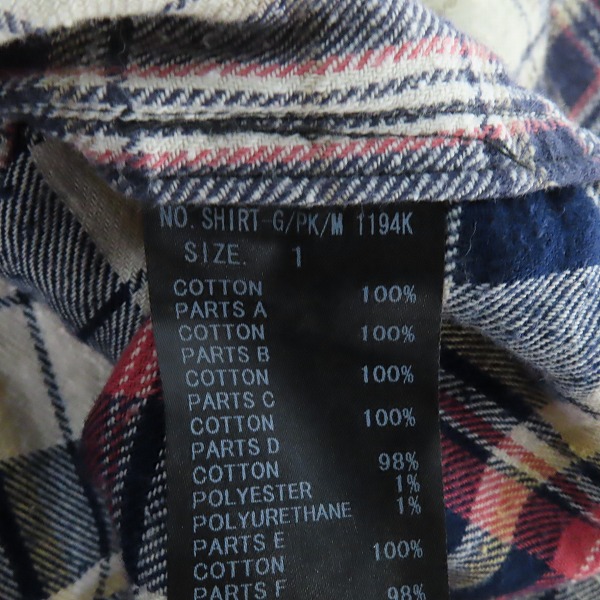 NO. SHIRT-G/PK/M 1194K
SIZE. 1
COTTON 100%
PARTS A
COTTON 100%
PARTS B
COTTON 100%
PARTS C
COTTON 100%
PARTS D
COTTON 98%
POLYESTER 1%
POLYURETHANE 1%
PARTS E
COTTON 100%
PARTS F
98%